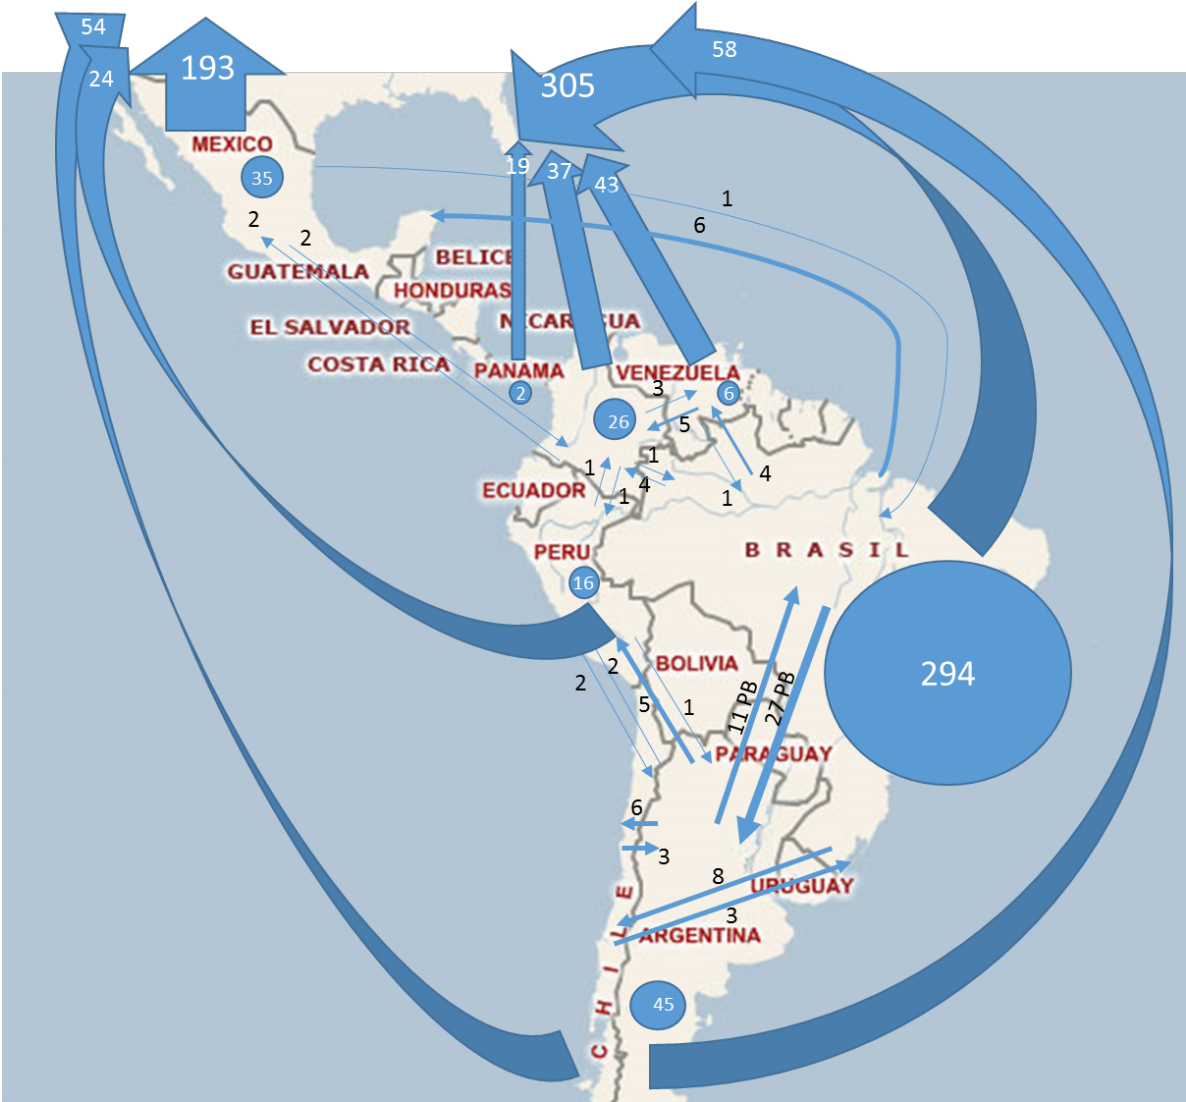 54
58
193
24
305
MEXICO
19
37
35
43
1
2
6
2
BELICE
GUATEMALA
HONDURAS
NICARAGUA
EL SALVADOR
COSTA RICA
PANAMA
VENEZUELA
3
2
6
26
5
1
1
4
4
ECUADOR
1
1
PERU
BRASIL
16
2
BOLIVIA
2
294
5
1
11 PB
27 PB
PARAGUAY
6
3
8
URUGUAY
3
ARGENTINA
CHILE
45